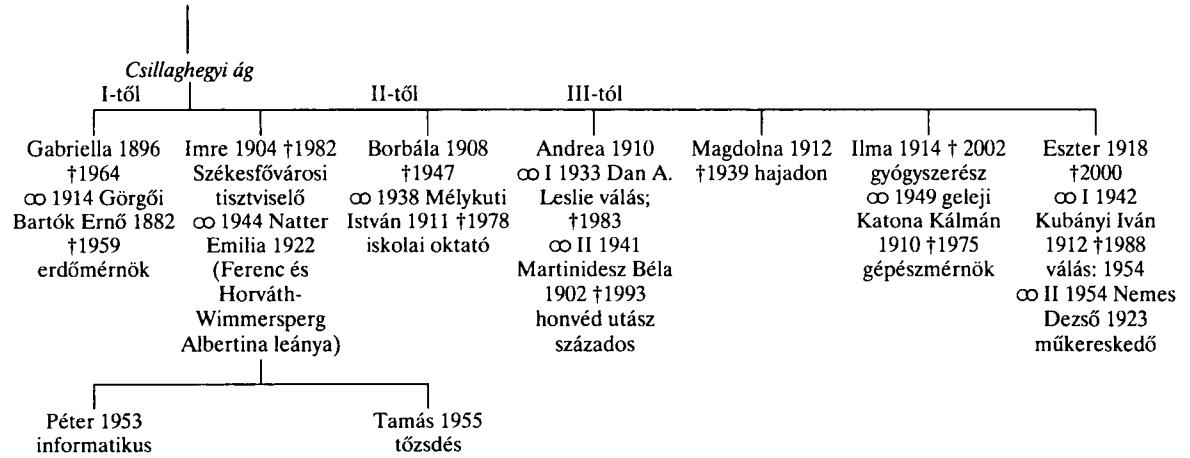 Csillaghegyi ág
I-től
II-től
III-tól
Gabriella 1896
†1964
∞ 1914 Görgői
Bartók Ernő 1882
†1959
erdőmérnök
Imre 1904 †1982
Székesfővárosi
tisztviselő
∞ 1944 Natter
Emilia 1922
(Ferenc és
Horváth-
Wimmersperg
Albertina leánya)
Borbála 1908
†1947
∞ 1938 Mélykuti
István 1911 †1978
iskolai oktató
Andrea 1910
∞ I 1933 Dan A.
Leslie válás;
†1983
∞ II 1941
Martinidesz Béla
1902 †1993
honvéd utász
százados
Magdolna 1912
†1939 hajadon
Ilma 1914 † 2002
gyógyszerész
∞ 1949 geleji
Katona Kálmán
1910 †1975
gépészmérnök
Eszter 1918
†2000
∞ I 1942
Kubányi Iván
1912 †1988
válás: 1954
∞ II 1954 Nemes
Dezső 1923
műkereskedő
Péter 1953
informatikus
Tamás 1955
tőzsdés